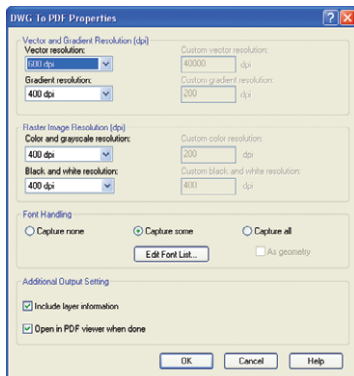 DWG To PDF Properties
Vector and Gradient Resolution (dpi)
Vector resolution: Custom vector resolution:
600 dpi 40000 dpi
Gradient resolution: Custom gradient resolution:
400 dpi 200 dpi
Raster Image Resolution (dpi)
Color and grayscale resolution: Custom color resolution:
400 dpi 200 dpi
Black and white resolution: Custom black and white resolution:
400 dpi 400 dpi
Font Handling
Capture none Capture some Capture all
Edit Font List... As geometry
Additional Output Setting
Include layer information
Open in PDF viewer when done
OK Cancel Help